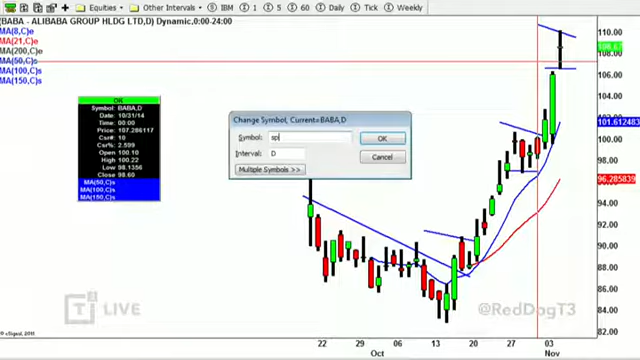 Equities Other Intervals IBM 1 5 60 Daily Tick Weekly
(BABA - ALIBABA GROUP HLDG LTD,D) Dynamic,0:00-24:00
MA(8,C)e
MA(21,C)e
MA(200,C)e
MA(50,C)s
MA(100,C)s
MA(150,C)s
OK
Symbol: BABA,D
Date: 10/31/14
Time: 00:00
Price: 107.286117
Csr#: 10
Csr%: 2.599
Open: 100.10
High: 100.22
Low: 98.1356
Close: 98.60
MA(50,C)s
MA(100,C)s
MA(150,C)s
Change Symbol, Current=BABA,D
Symbol: sp
Interval: D
Multiple Symbols >>
OK
Cancel
110.00
106.00
104.00
101.612483
100.00
98.00
96.285839
94.00
92.00
90.00
88.00
86.00
84.00
82.00
T3 LIVE
@RedDogT3
22 29 06 13 20 27 03
Oct Nov